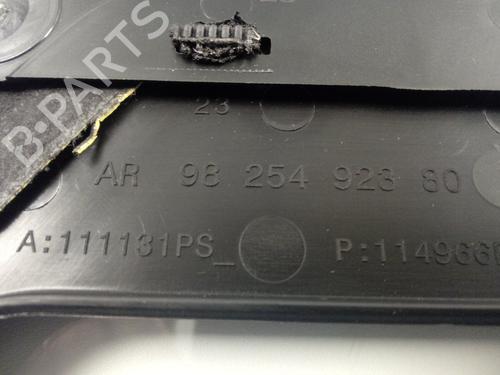 B-PARTS
23
AR 98 254 923 80
A:111131PS_
P:114966